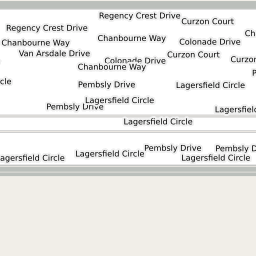 Regency Crest Drive
Curzon Court
Regency Crest Drive
Ch
Chanbourne Way
Chanbourne Way
Colonade Drive
Van Arsdale Drive
Curzon Court
Colonade Drive
Curzo
Chanbourne Way
P
cle
Pembsly Drive
Lagersfield Circle
Lagersfield Circle
Pembsly Drive
Lagersfield
Lagersfield Circle
Pembsly Drive
Pembsly D
Lagersfield Circle
agersfield Circle
Lagersfield Circle